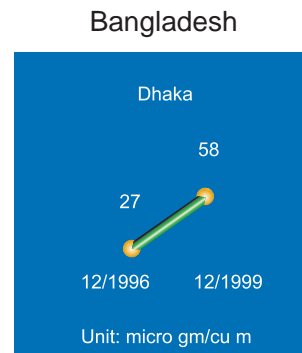 Bangladesh
Dhaka
58
27
12/1996 12/1999
Unit: micro gm/cu m